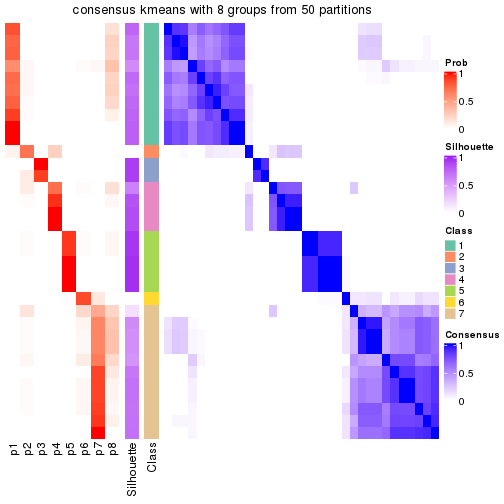 consensus kmeans with 8 groups from 50 partitions
Prob
1
0.5
0
Silhouette
1
0.5
0
Class
1
2
3
4
5
6
7
Consensus
1
0.5
0
p1
p2
p3
p4
p5
p6
p7
p8
Silhouette
Class